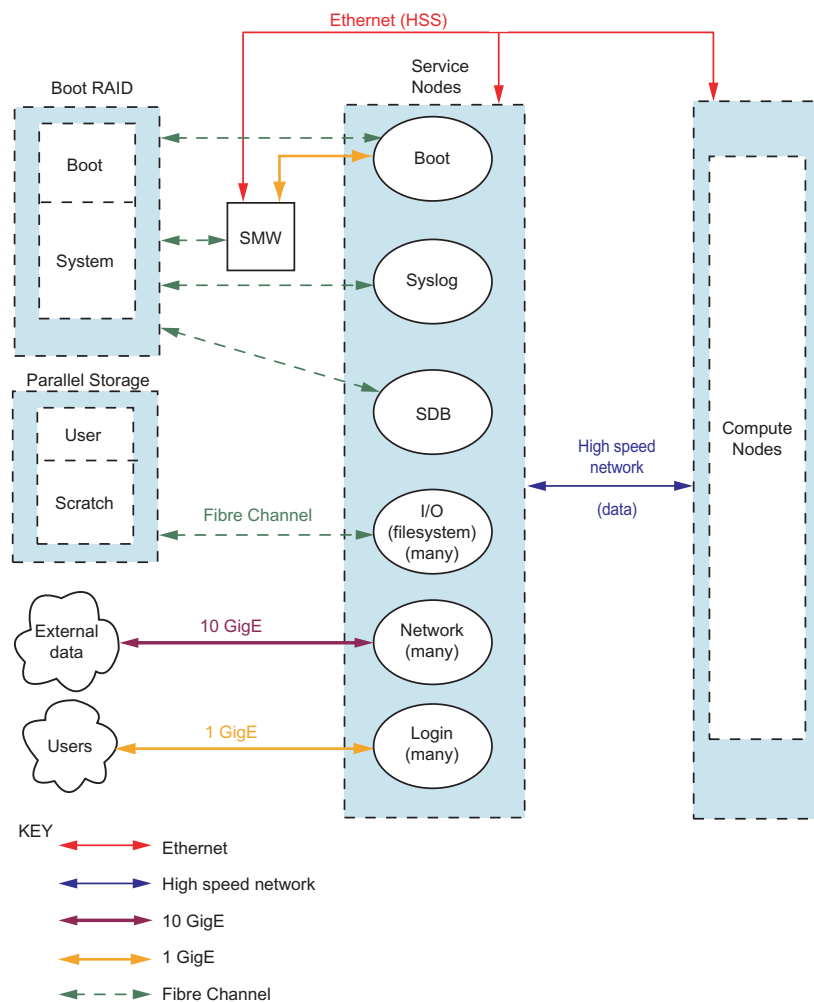 Ethernet (HSS)
Service
Nodes
Boot RAID
Boot
System
SMW
Boot
Syslog
SDB
Parallel Storage
User
Scratch
Fibre Channel
I/O
(filesystem)
(many)
High speed
network
(data)
Compute
Nodes
External
data
10 GigE
Network
(many)
Users
1 GigE
Login
(many)
KEY
Ethernet
High speed network
10 GigE
1 GigE
Fibre Channel